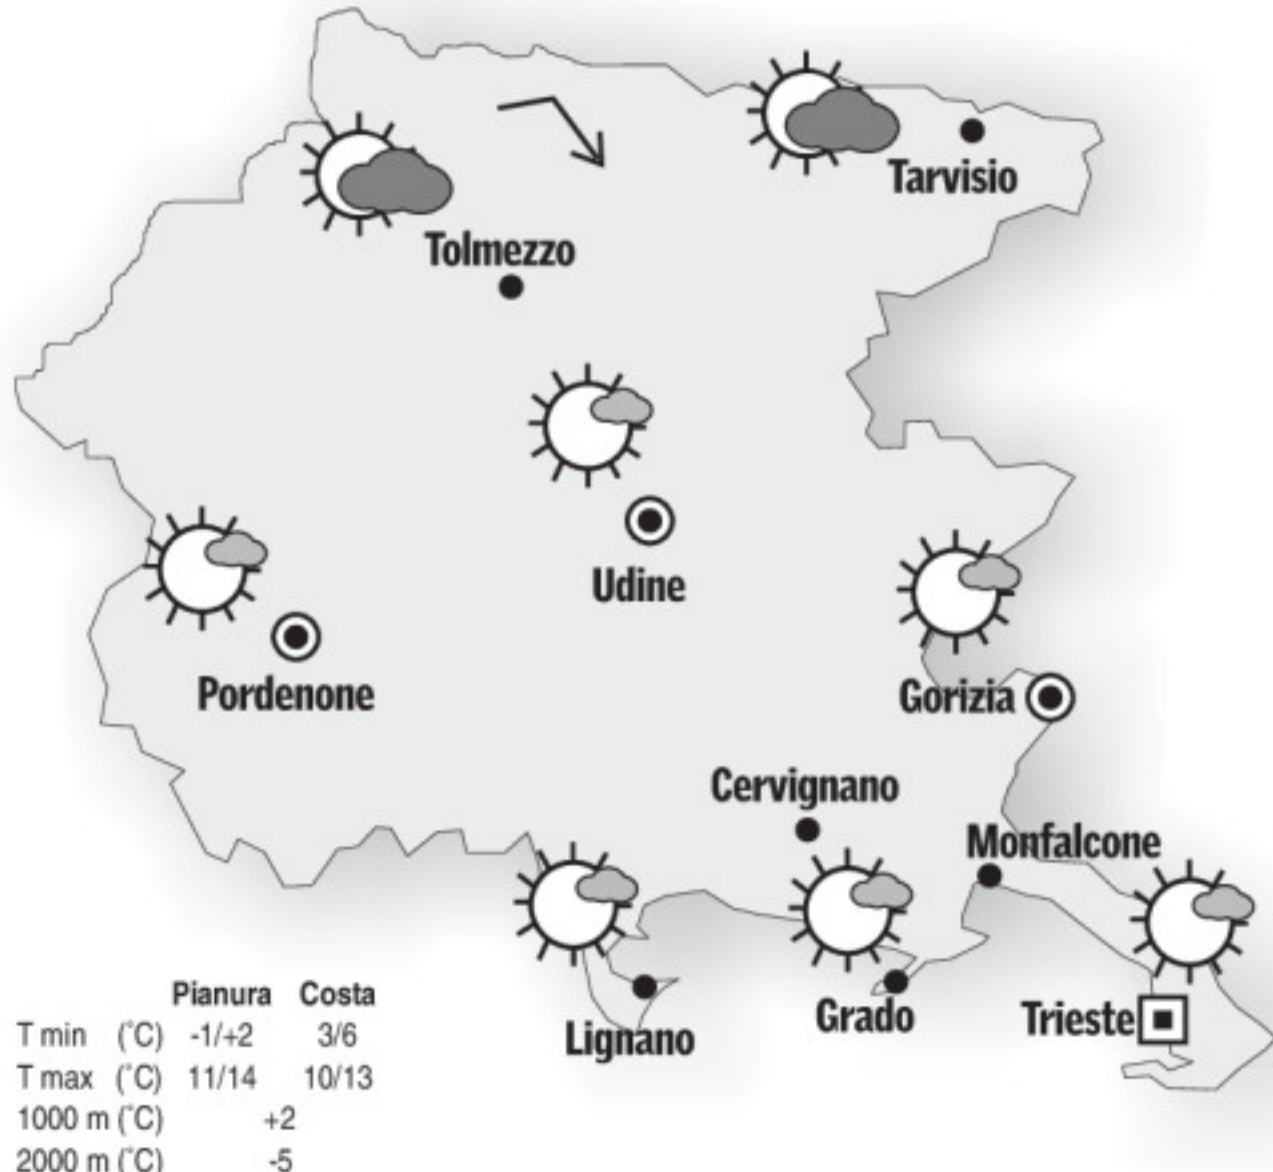 Tarvisio
Tolmezzo
Udine
Pordenone
Gorizia
Cervignano
Monfalcone
Grado
Trieste
Lignano
Pianura Costa
T min (°C) -1/+2 3/6
T max (°C) 11/14 10/13
1000 m (°C) +2
2000 m (°C) -5